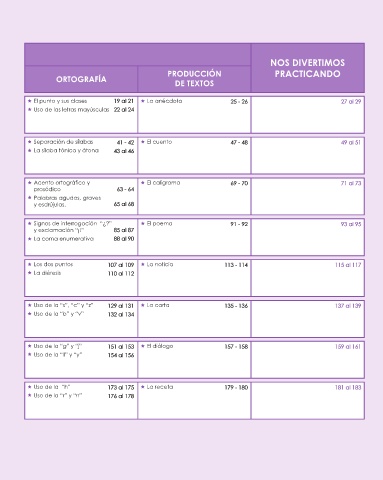 NOS DIVERTIMOS
PRACTICANDO
PRODUCCIÓN
DE TEXTOS
ORTOGRAFÍA
★ El punto y sus clases 19 al 21 ★ La anécdota 25 - 26 27 al 29
★ Uso de las letras mayúsculas 22 al 24
★ Separación de sílabas 41 - 42 ★ El cuento 47 - 48 49 al 51
★ La sílaba tónica y átona 43 al 46
★ Acento ortográfico y ★ El caligrama 69 - 70 71 al 73
prosódico 63 - 64
★ Palabras agudas, graves
y esdrújulas. 65 al 68
★ Signos de interrogación "¿?" ★ El poema 91 - 92 93 al 95
y exclamación "¡!" 85 al 87
★ La coma enumerativa 88 al 90
★ Los dos puntos 107 al 109 ★ La noticia 113 - 114 115 al 117
★ La diéresis 110 al 112
★ Uso de la "s", "c" y "z" 129 al 131 ★ La carta 135 - 136 137 al 139
★ Uso de la "b" y "v" 132 al 134
★ Uso de la "g" y "j" 151 al 153 ★ El diálogo 157 - 158 159 al 161
★ Uso de la "ll" y "y" 154 al 156
★ Uso de la "h" 173 al 175 ★ La receta 179 - 180 181 al 183
★ Uso de la "r" y "rr" 176 al 178